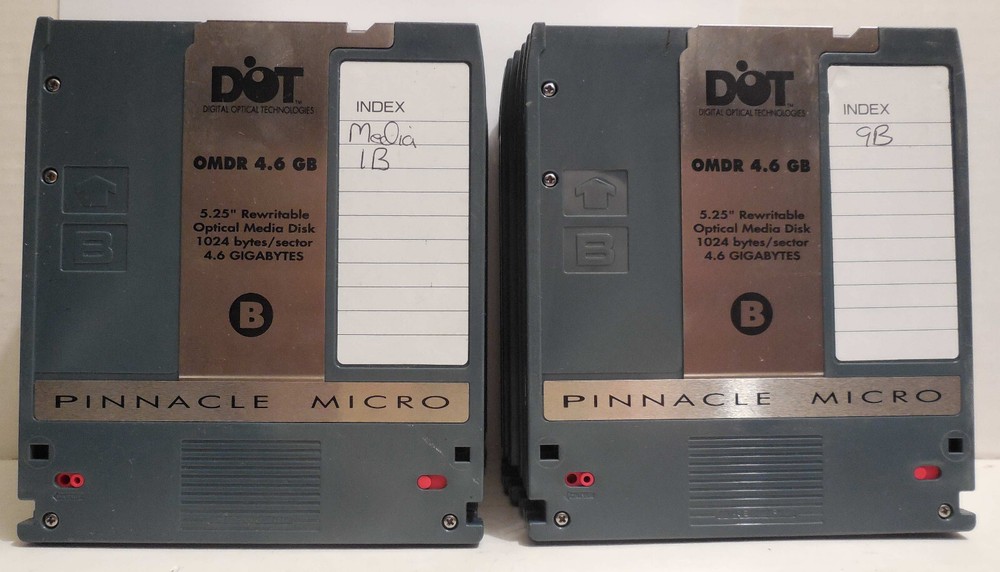 DOT™
DIGITAL OPTICAL TECHNOLOGIES
OMDR 4.6 GB
5.25" Rewritable
Optical Media Disk
1024 bytes/sector
4.6 GIGABYTES
B
INDEX
Media
1B
B
PINNACLE MICRO
DOT™
DIGITAL OPTICAL TECHNOLOGIES
OMDR 4.6 GB
5.25" Rewritable
Optical Media Disk
1024 bytes/sector
4.6 GIGABYTES
B
INDEX
9B
B
PINNACLE MICRO